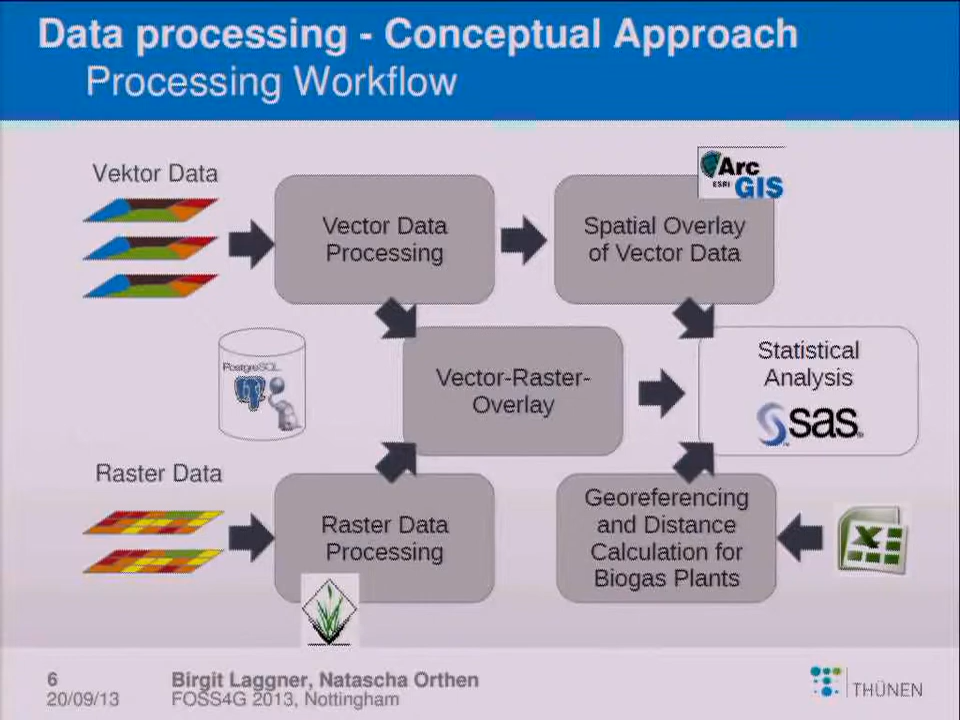 Data processing - Conceptual Approach
Processing Workflow
Vektor Data
Vector Data
Processing
Spatial Overlay
of Vector Data
Arc
ESRI GIS
PostgreSQL
Vector-Raster-
Overlay
Statistical
Analysis
sas
Raster Data
Raster Data
Processing
Georeferencing
and Distance
Calculation for
Biogas Plants
X
6
20/09/13
Birgit Laggner, Natascha Orthen
FOSS4G 2013, Nottingham
THÜNEN